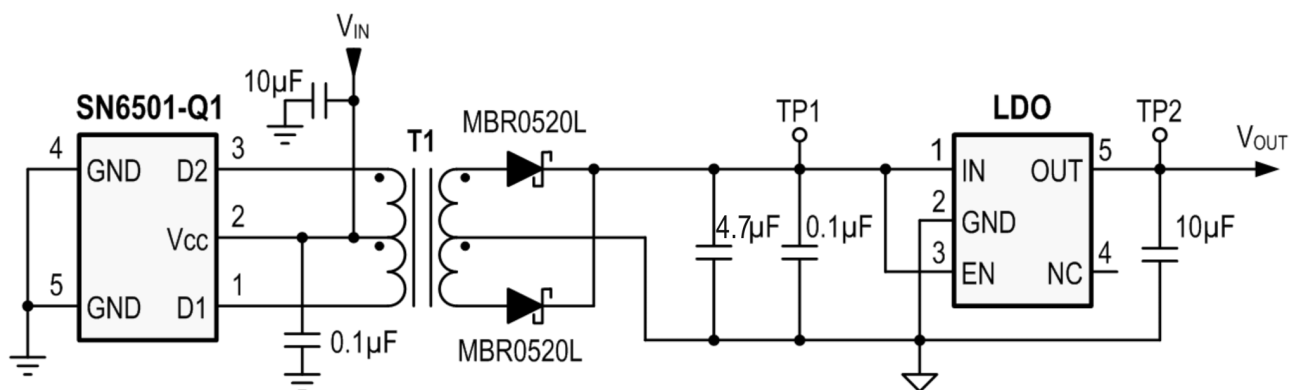 VIN
10µF
SN6501-Q1
T1
MBR0520L
TP1
LDO
TP2
VOUT
4
GND
D2
3
1
IN
OUT
5
2
VCC
2
GND
4.7µF
0.1µF
10µF
3
EN
NC
4
5
GND
D1
1
0.1µF
MBR0520L